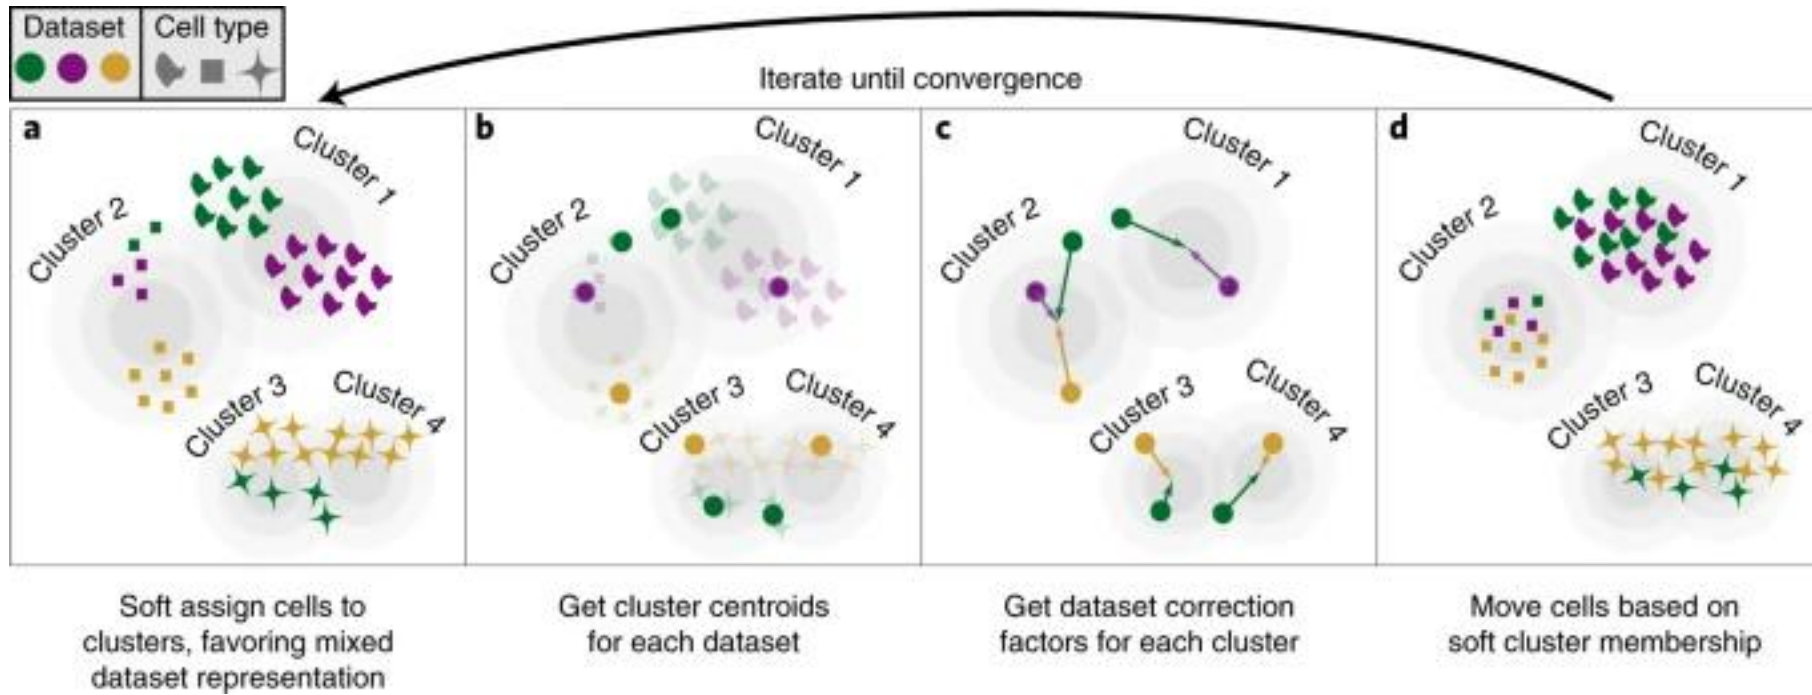 Dataset
Cell type
Iterate until convergence
a
Cluster 1
Cluster 2
Cluster 3
Cluster 4
b
Cluster 1
Cluster 2
Cluster 3
Cluster 4
c
Cluster 1
Cluster 2
Cluster 3
Cluster 4
d
Cluster 1
Cluster 2
Cluster 3
Cluster 4
Soft assign cells to
clusters, favoring mixed
dataset representation
Get cluster centroids
for each dataset
Get dataset correction
factors for each cluster
Move cells based on
soft cluster membership